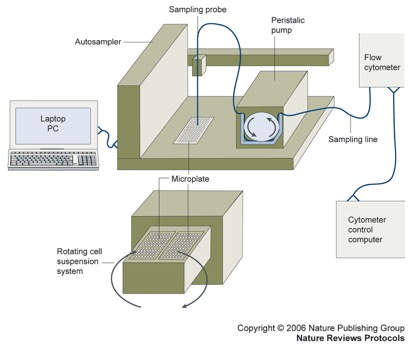 Sampling probe
Peristalic
pump
Autosampler
Flow
cytometer
Laptop
PC
Sampling line
Microplate
Cytometer
control
computer
Rotating cell
suspension
system
Copyright © 2006 Nature Publishing Group
Nature Reviews Protocols